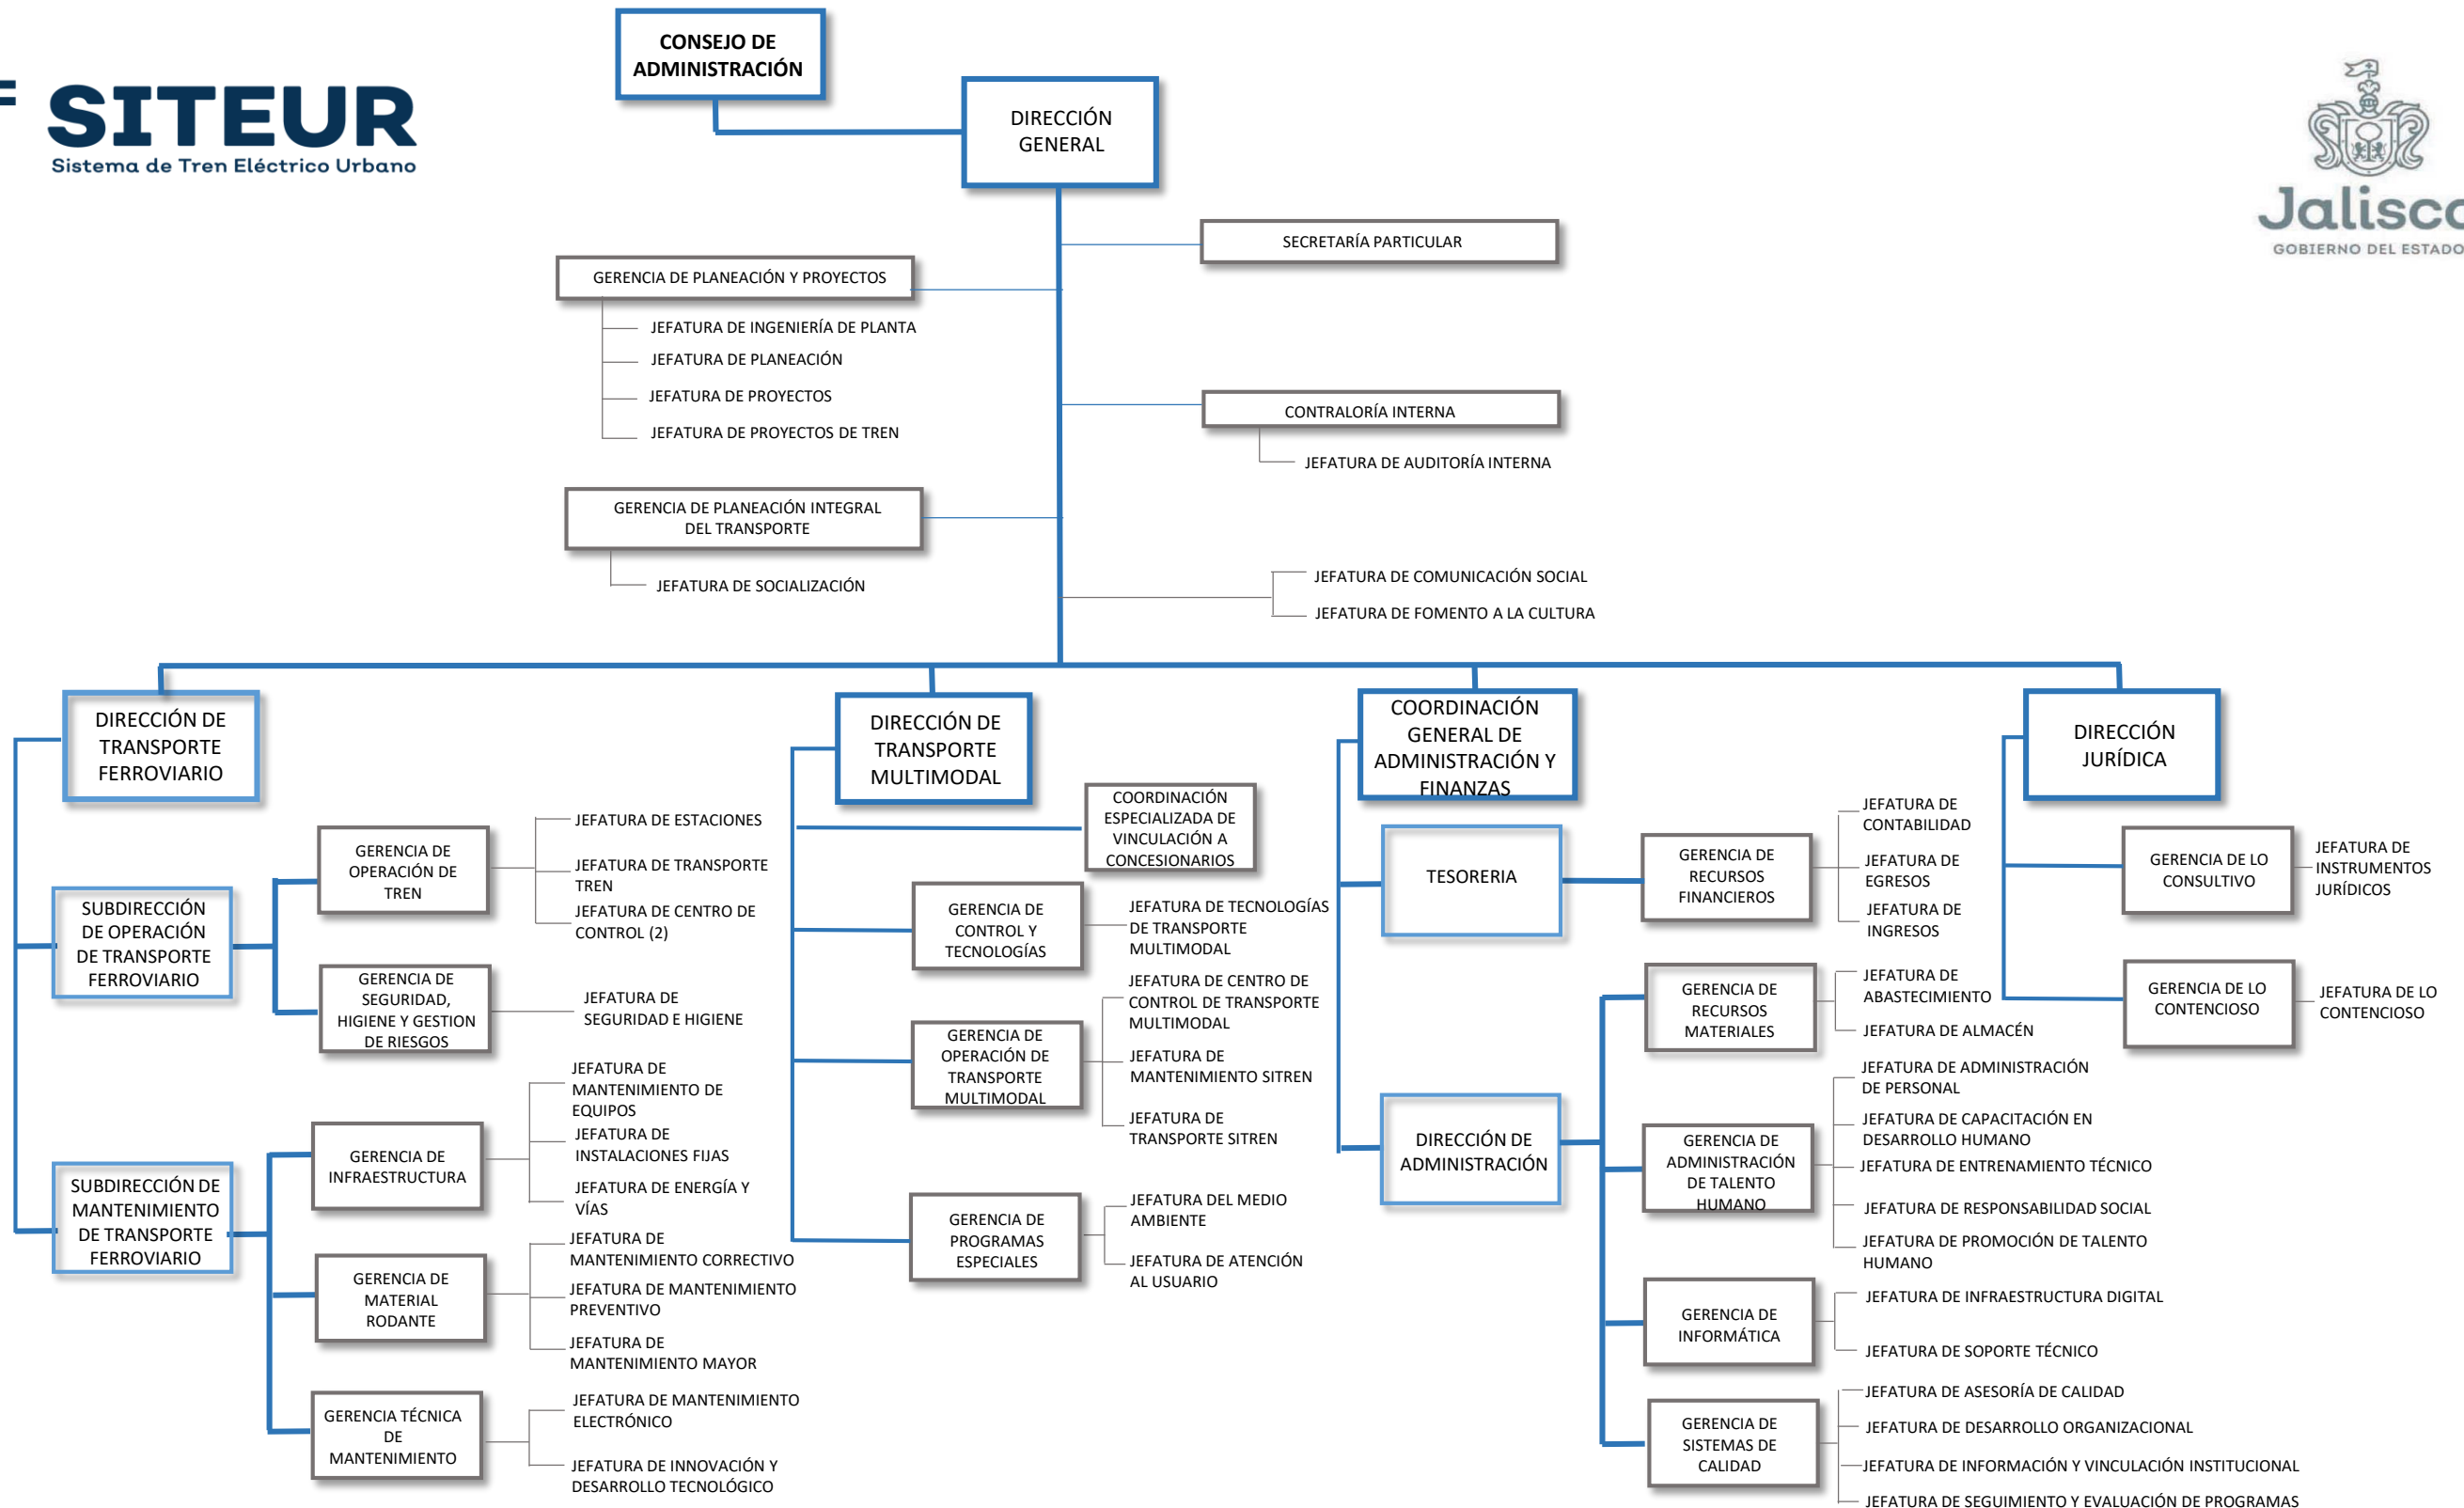 CONSEJO DE
ADMINISTRACIÓN
SITEUR
Sistema de Tren Eléctrico Urbano
DIRECCIÓN
GENERAL
Jalisco
GOBIERNO DEL ESTADO
SECRETARÍA PARTICULAR
GERENCIA DE PLANEACIÓN Y PROYECTOS
JEFATURA DE INGENIERÍA DE PLANTA
JEFATURA DE PLANEACIÓN
JEFATURA DE PROYECTOS
JEFATURA DE PROYECTOS DE TREN
CONTRALORÍA INTERNA
JEFATURA DE AUDITORÍA INTERNA
GERENCIA DE PLANEACIÓN INTEGRAL
DEL TRANSPORTE
JEFATURA DE SOCIALIZACIÓN
JEFATURA DE COMUNICACIÓN SOCIAL
JEFATURA DE FOMENTO A LA CULTURA
DIRECCIÓN DE
TRANSPORTE
FERROVIARIO
SUBDIRECCIÓN
DE OPERACIÓN
DE TRANSPORTE
FERROVIARIO
GERENCIA DE
OPERACIÓN DE
TREN
JEFATURA DE ESTACIONES
JEFATURA DE TRANSPORTE
TREN
JEFATURA DE CENTRO DE
CONTROL (2)
GERENCIA DE
SEGURIDAD,
HIGIENE Y GESTION
DE RIESGOS
JEFATURA DE
SEGURIDAD E HIGIENE
SUBDIRECCIÓN DE
MANTENIMIENTO
DE TRANSPORTE
FERROVIARIO
GERENCIA DE
INFRAESTRUCTURA
JEFATURA DE
MANTENIMIENTO DE
EQUIPOS
JEFATURA DE
INSTALACIONES FIJAS
JEFATURA DE ENERGÍA Y
VÍAS
GERENCIA DE
MATERIAL
RODANTE
JEFATURA DE
MANTENIMIENTO CORRECTIVO
JEFATURA DE MANTENIMIENTO
PREVENTIVO
JEFATURA DE
MANTENIMIENTO MAYOR
GERENCIA TÉCNICA
DE
MANTENIMIENTO
JEFATURA DE MANTENIMIENTO
ELECTRÓNICO
JEFATURA DE INNOVACIÓN Y
DESARROLLO TECNOLÓGICO
DIRECCIÓN DE
TRANSPORTE
MULTIMODAL
COORDINACIÓN
ESPECIALIZADA DE
VINCULACIÓN A
CONCESIONARIOS
GERENCIA DE
CONTROL Y
TECNOLOGÍAS
JEFATURA DE TECNOLOGÍAS
DE TRANSPORTE
MULTIMODAL
GERENCIA DE
OPERACIÓN DE
TRANSPORTE
MULTIMODAL
JEFATURA DE CENTRO DE
CONTROL DE TRANSPORTE
MULTIMODAL
JEFATURA DE
MANTENIMIENTO SITREN
JEFATURA DE
TRANSPORTE SITREN
GERENCIA DE
PROGRAMAS
ESPECIALES
JEFATURA DEL MEDIO
AMBIENTE
JEFATURA DE ATENCIÓN
AL USUARIO
COORDINACIÓN
GENERAL DE
ADMINISTRACIÓN Y
FINANZAS
TESORERIA
GERENCIA DE
RECURSOS
FINANCIEROS
JEFATURA DE
CONTABILIDAD
JEFATURA DE
EGRESOS
JEFATURA DE
INGRESOS
DIRECCIÓN DE
ADMINISTRACIÓN
GERENCIA DE
RECURSOS
MATERIALES
JEFATURA DE
ABASTECIMIENTO
JEFATURA DE ALMACÉN
GERENCIA DE
ADMINISTRACIÓN
DE TALENTO
HUMANO
JEFATURA DE ADMINISTRACIÓN
DE PERSONAL
JEFATURA DE CAPACITACIÓN EN
DESARROLLO HUMANO
JEFATURA DE ENTRENAMIENTO TÉCNICO
JEFATURA DE RESPONSABILIDAD SOCIAL
JEFATURA DE PROMOCIÓN DE TALENTO
HUMANO
GERENCIA DE
INFORMÁTICA
JEFATURA DE INFRAESTRUCTURA DIGITAL
JEFATURA DE SOPORTE TÉCNICO
GERENCIA DE
SISTEMAS DE
CALIDAD
JEFATURA DE ASESORÍA DE CALIDAD
JEFATURA DE DESARROLLO ORGANIZACIONAL
JEFATURA DE INFORMACIÓN Y VINCULACIÓN INSTITUCIONAL
JEFATURA DE SEGUIMIENTO Y EVALUACIÓN DE PROGRAMAS
DIRECCIÓN
JURÍDICA
GERENCIA DE LO
CONSULTIVO
JEFATURA DE
INSTRUMENTOS
JURÍDICOS
GERENCIA DE LO
CONTENCIOSO
JEFATURA DE LO
CONTENCIOSO